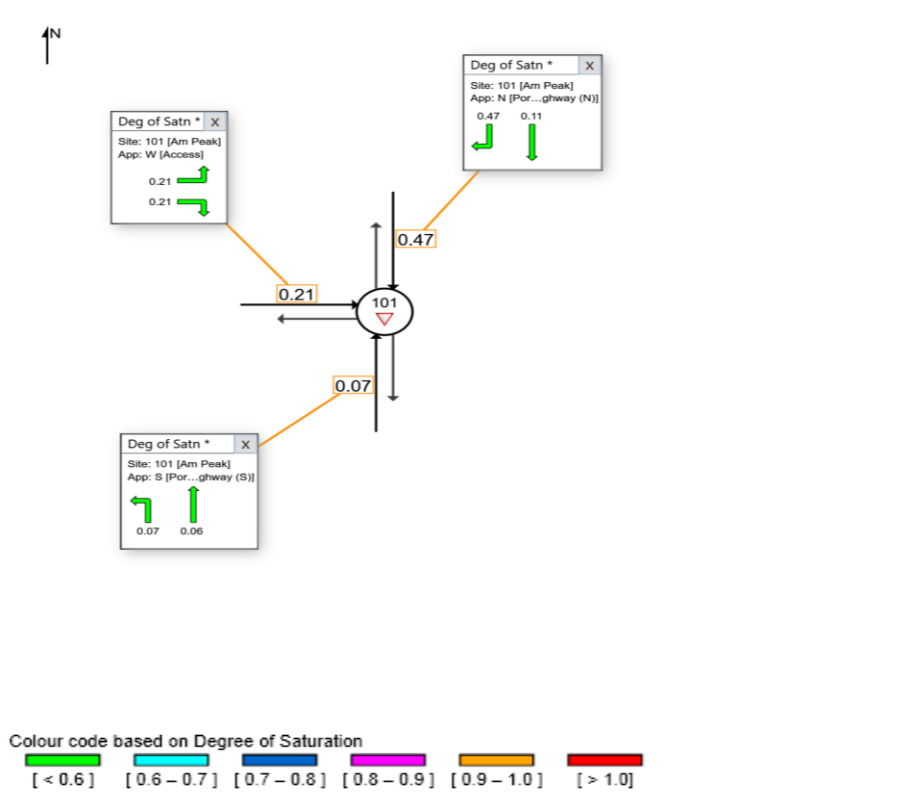 N
Deg of Satn * X
Site: 101 [Am Peak]
App: N [Por...ghway (N)]
0.47 0.11
Deg of Satn * X
Site: 101 [Am Peak]
App: W [Access]
0.21
0.21
0.47
0.21
101
0.07
Deg of Satn * X
Site: 101 [Am Peak]
App: S [Por...ghway (S)]
0.07 0.06
Colour code based on Degree of Saturation
[ < 0.6 ] [ 0.6 – 0.7 ] [ 0.7 – 0.8 ] [ 0.8 – 0.9 ] [ 0.9 – 1.0 ] [ > 1.0]